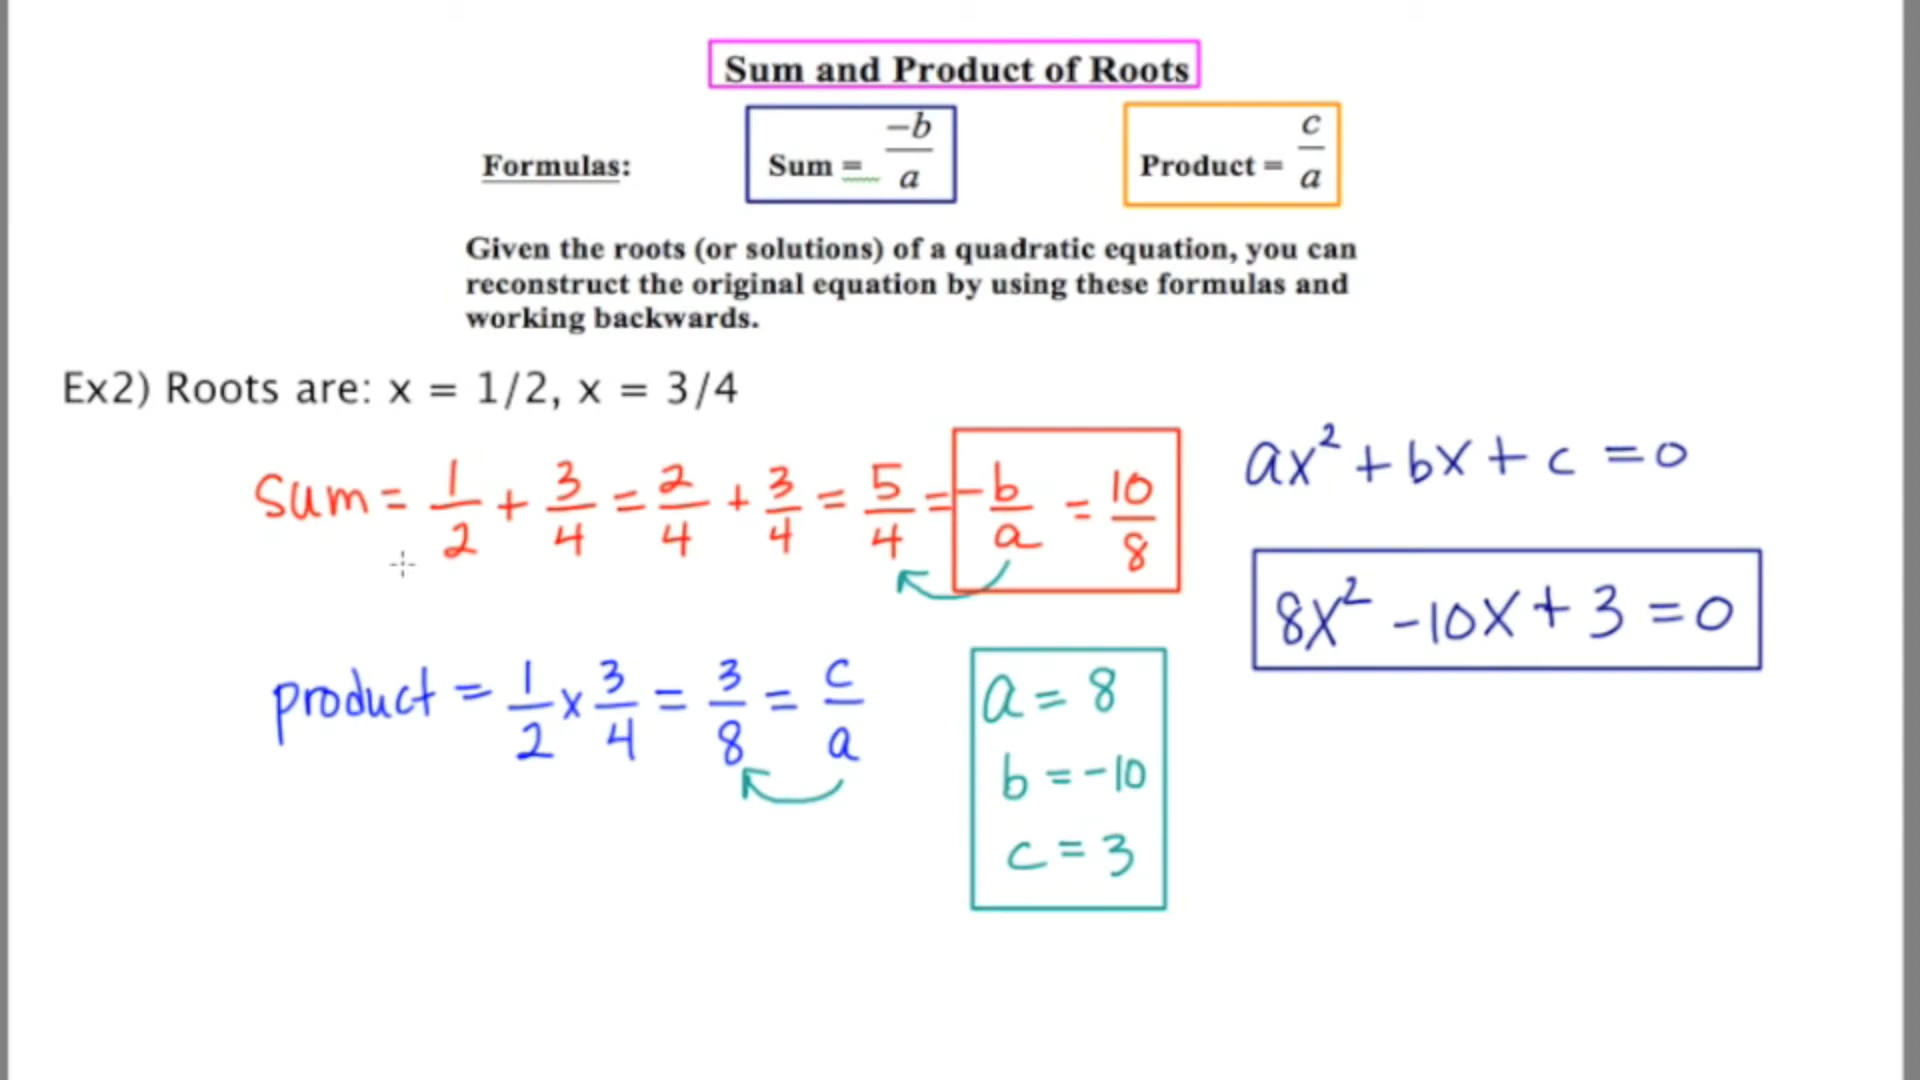 Sum and Product of Roots
Formulas: Sum = −b/a Product = c/a
Given the roots (or solutions) of a quadratic equation, you can
reconstruct the original equation by using these formulas and
working backwards.
Ex2) Roots are: x = 1/2, x = 3/4
Sum = 1/2 + 3/4 = 2/4 + 3/4 = 5/4 = -b/a = 10/8
ax² + bx + c = 0
8x² - 10x + 3 = 0
product = 1/2 x 3/4 = 3/8 = c/a
a = 8
b = -10
c = 3